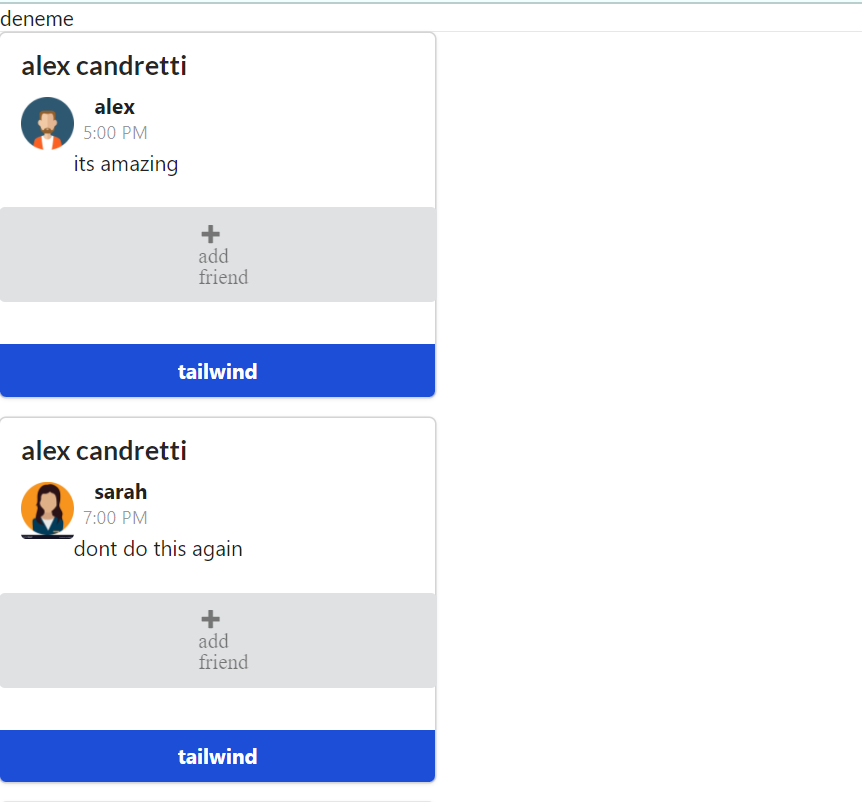 deneme
alex candretti
alex
5:00 PM
its amazing
add
friend
tailwind
alex candretti
sarah
7:00 PM
dont do this again
add
friend
tailwind